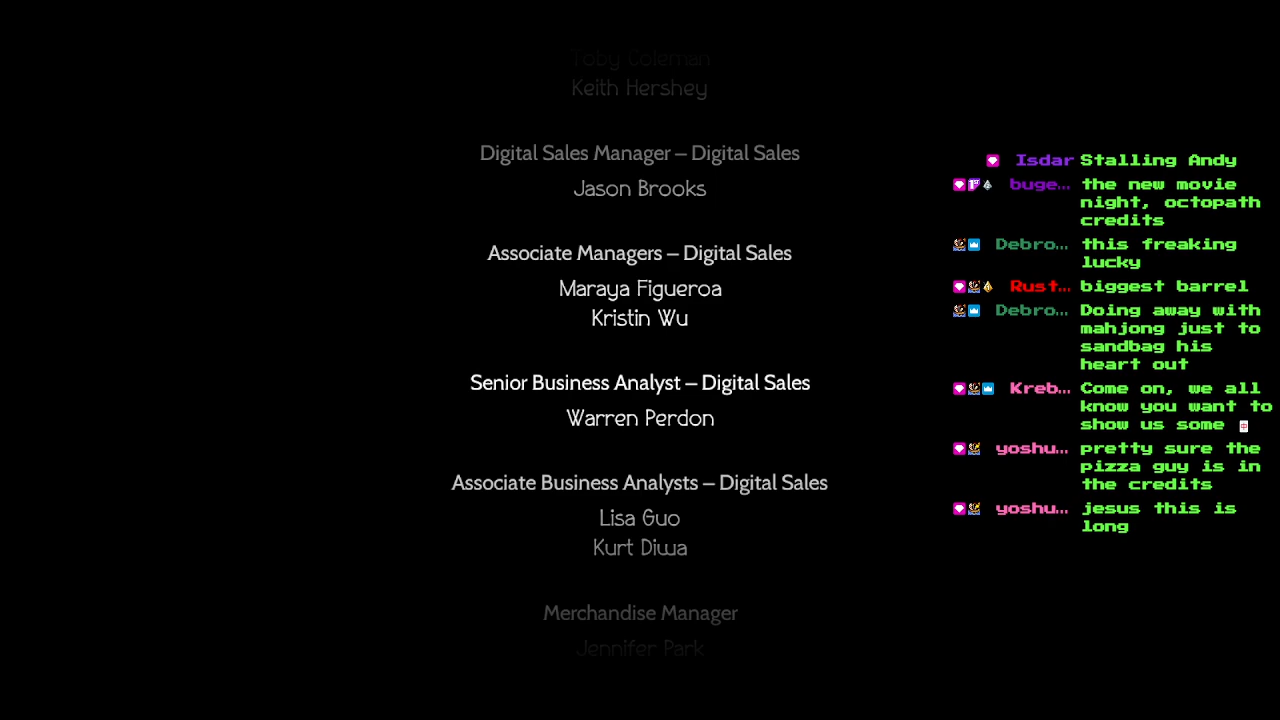 Toby Coleman
Keith Hershey
Digital Sales Manager – Digital Sales
Jason Brooks
Associate Managers – Digital Sales
Maraya Figueroa
Kristin Wu
Senior Business Analyst – Digital Sales
Warren Perdon
Associate Business Analysts – Digital Sales
Lisa Guo
Kurt Diwa
Merchandise Manager
Jennifer Park
Isdar Stalling Andy
buge... the new movie
night, octopath
credits
Debro... this freaking
lucky
Rust... biggest barrel
Debro... Doing away with
mahjong just to
sandbag his
heart out
Kreb... Come on, we all
know you want to
show us some
yoshu... pretty sure the
pizza guy is in
the credits
yoshu... jesus this is
long